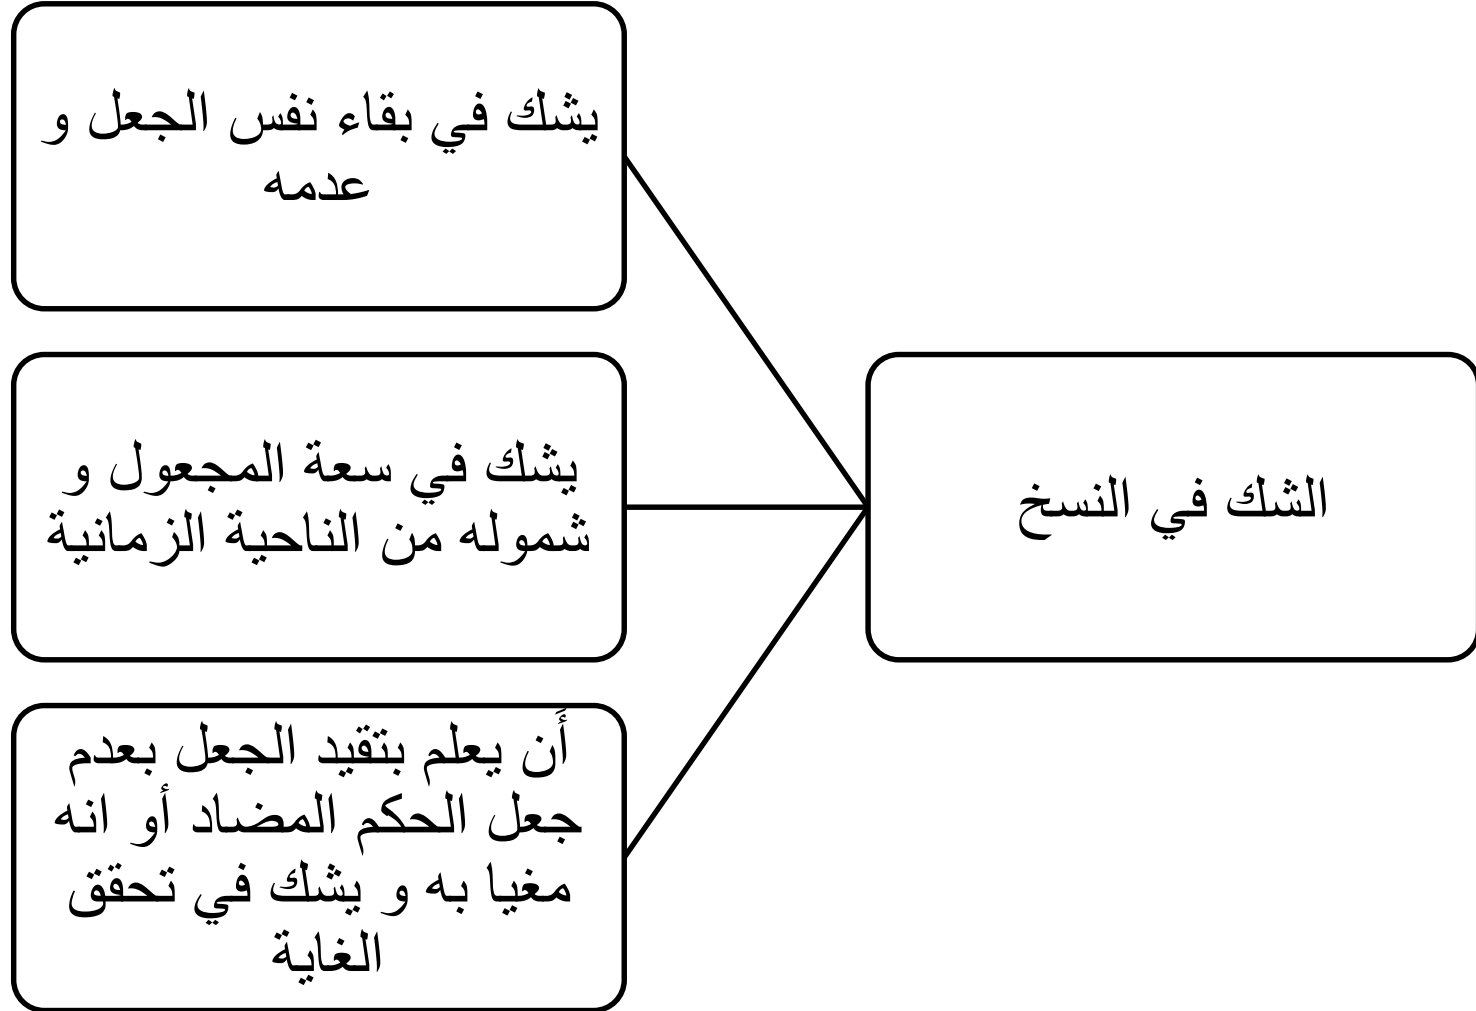 الشك في النسخ
يشك في بقاء نفس الجعل و
عدمه
يشك في سعة المجعول و
شموله من الناحية الزمانية
أَن يعلم بتقيد الجعل بعدم
جعل الحكم المضاد أو انه
مغيا به و يشك في تحقق
الغاية